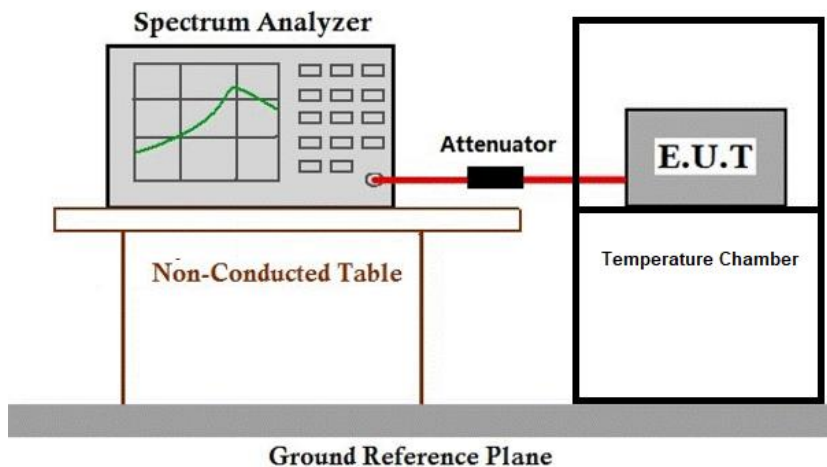 Spectrum Analyzer
Attenuator
E.U.T
Non-Conducted Table
Temperature Chamber
Ground Reference Plane